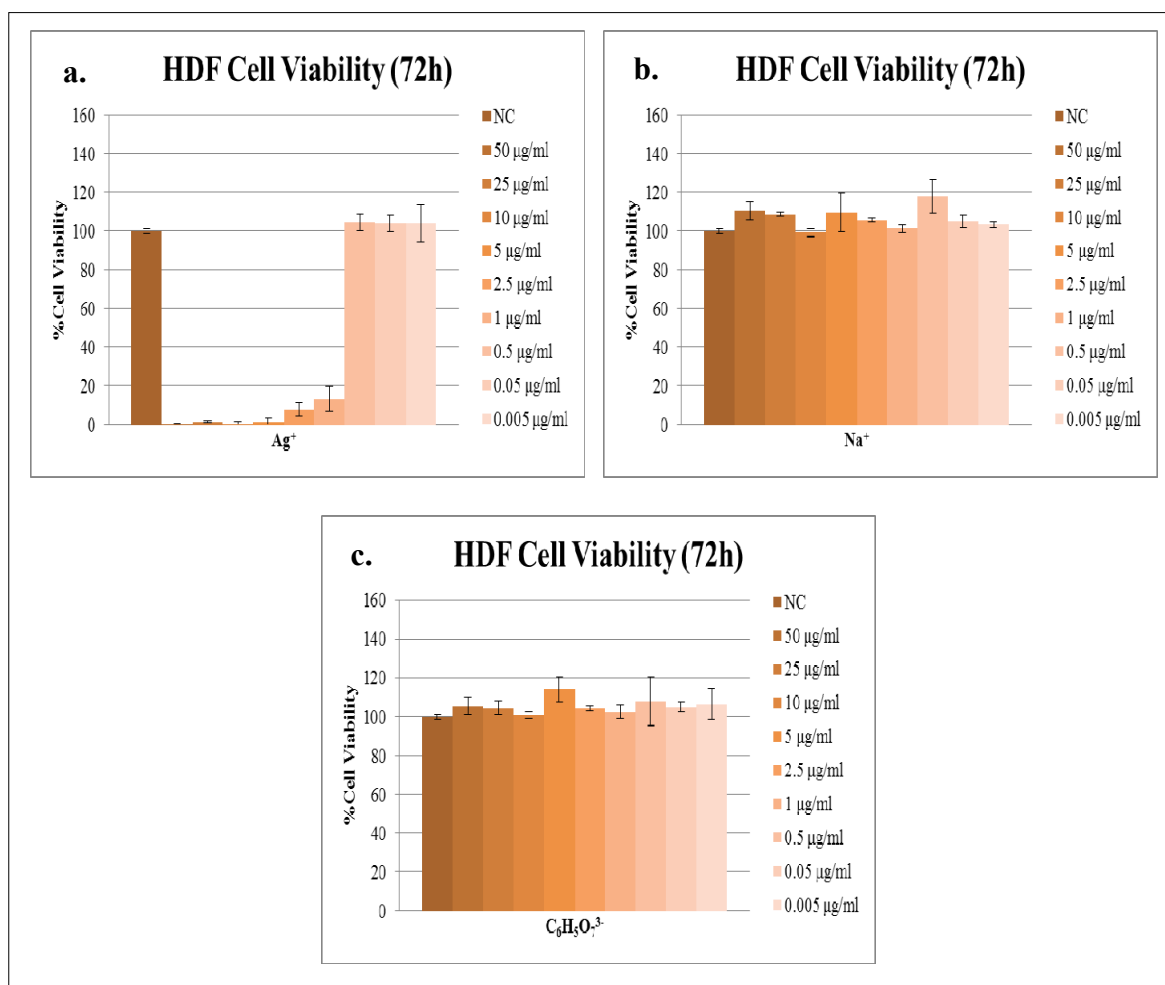 a.
HDF Cell Viability (72h)
%Cell Viability
160
140
120
100
80
60
40
20
0
Ag⁺
NC
50 µg/ml
25 µg/ml
10 µg/ml
5 µg/ml
2.5 µg/ml
1 µg/ml
0.5 µg/ml
0.05 µg/ml
0.005 µg/ml
b.
HDF Cell Viability (72h)
%Cell Viability
160
140
120
100
80
60
40
20
0
Na⁺
NC
50 µg/ml
25 µg/ml
10 µg/ml
5 µg/ml
2.5 µg/ml
1 µg/ml
0.5 µg/ml
0.05 µg/ml
0.005 µg/ml
c.
HDF Cell Viability (72h)
%Cell Viability
160
140
120
100
80
60
40
20
0
C₆H₅O₇³⁻
NC
50 µg/ml
25 µg/ml
10 µg/ml
5 µg/ml
2.5 µg/ml
1 µg/ml
0.5 µg/ml
0.05 µg/ml
0.005 µg/ml